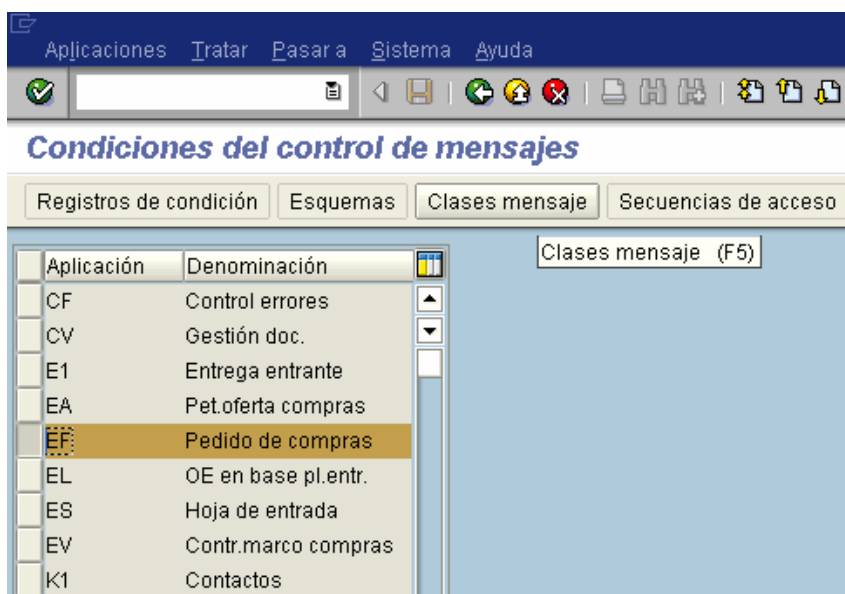 Aplicaciones Tratar Pasar a Sistema Ayuda
Condiciones del control de mensajes
Registros de condición Esquemas Clases mensaje Secuencias de acceso
Clases mensaje (F5)
Aplicación Denominación
CF Control errores
CV Gestión doc.
E1 Entrega entrante
EA Pet.oferta compras
EF Pedido de compras
EL OE en base pl.entr.
ES Hoja de entrada
EV Contr.marco compras
K1 Contactos